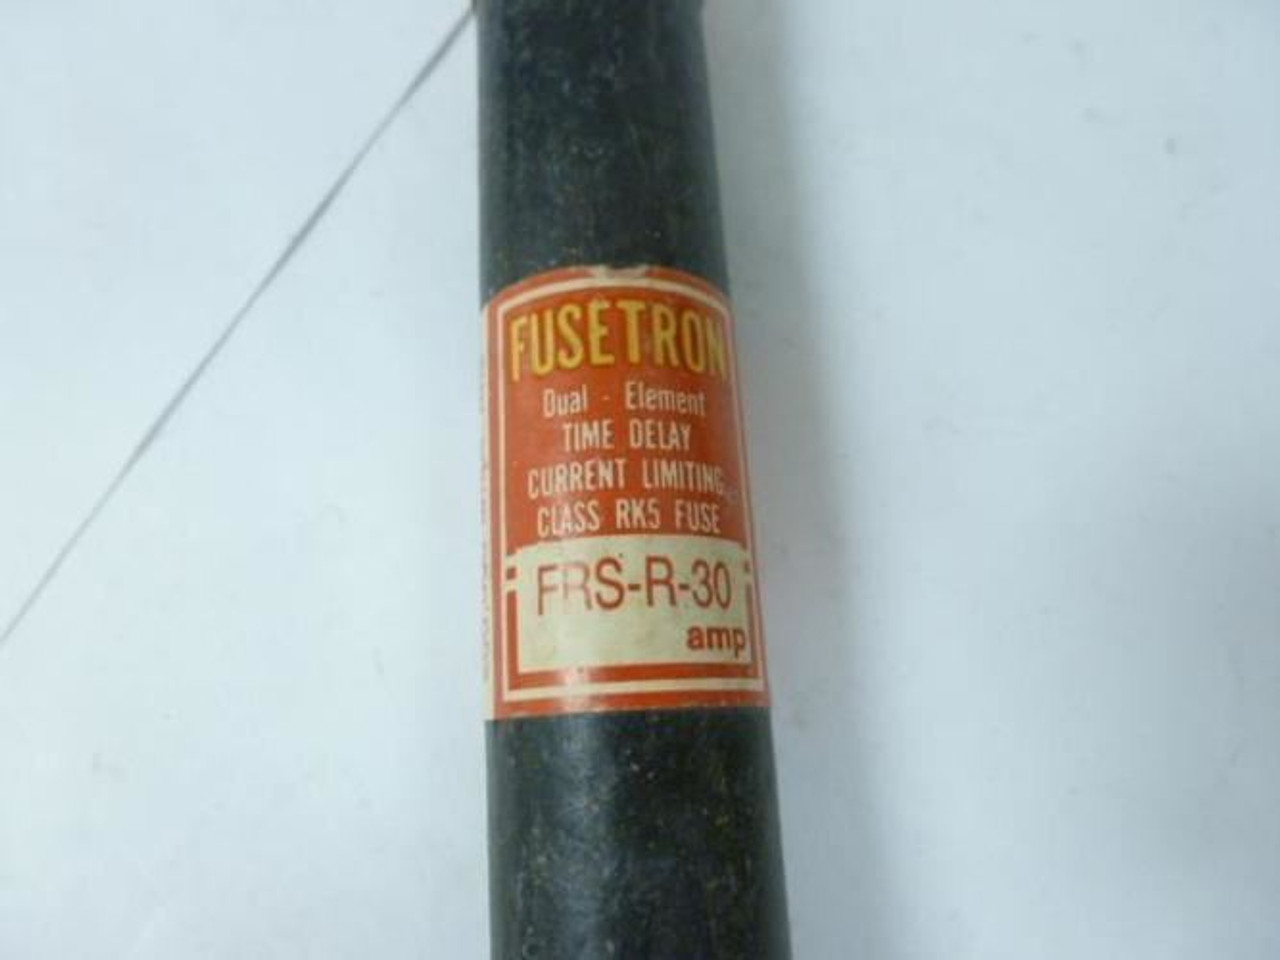 FUSETRON
Dual - Element
TIME DELAY
CURRENT LIMITING
CLASS RK5 FUSE
FRS-R-30
amp